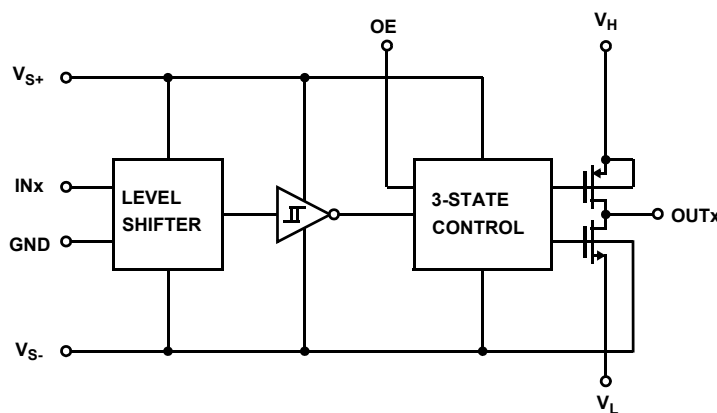 OE
VH
VS+
INx
LEVEL
SHIFTER
3-STATE
CONTROL
OUTx
GND
VS-
VL